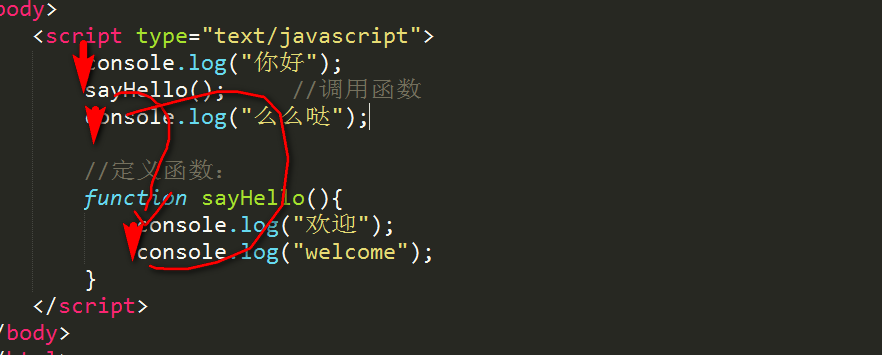 body>
<script type="text/javascript">
console.log("你好");
sayHello(); //调用函数
console.log("么么哒");
//定义函数:
function sayHello(){
console.log("欢迎");
console.log("welcome");
}
</script>
/body>